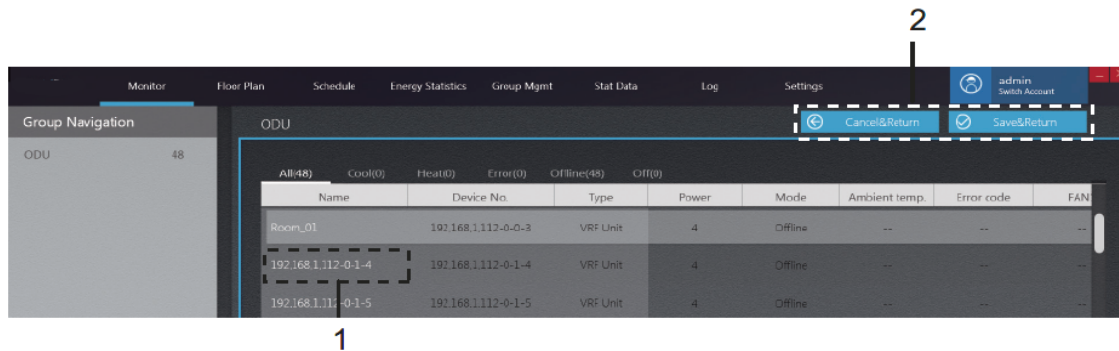 2
Monitor Floor Plan Schedule Energy Statistics Group Mgmt Stat Data Log Settings admin
Switch Account
Group Navigation ODU Cancel&Return Save&Return
ODU 48
All(48) Cool(0) Heat(0) Error(0) Offline(48) Off(0)
Name Device No. Type Power Mode Ambient temp. Error code FAN
Room_01 192.168.1.112-0-0-3 VRF Unit 4 Offline -- -- --
192.168.1.112-0-1-4 192.168.1.112-0-1-4 VRF Unit 4 Offline -- -- --
192.168.1.112-0-1-5 192.168.1.112-0-1-5 VRF Unit 4 Offline -- -- --
1